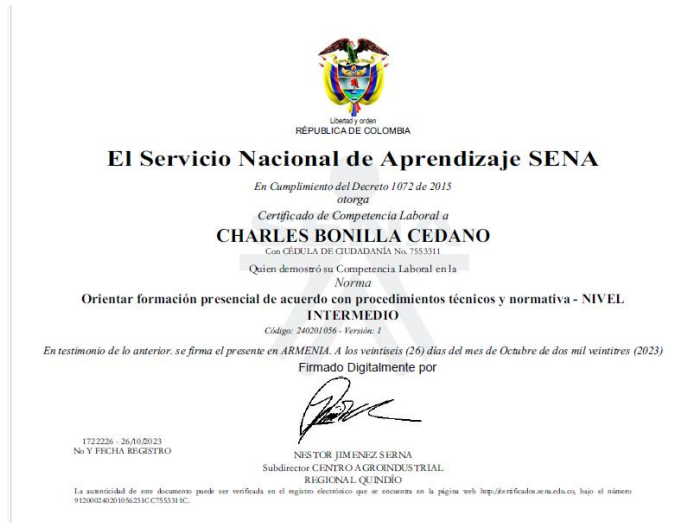 Libertad y orden
RÉPUBLICA DE COLOMBIA
El Servicio Nacional de Aprendizaje SENA
En Cumplimiento del Decreto 1072 de 2015
otorga
Certificado de Competencia Laboral a
CHARLES BONILLA CEDANO
Con CÉDULA DE CIUDADANÍA No. 7553311
Quien demostró su Competencia Laboral en la
Norma
Orientar formación presencial de acuerdo con procedimientos técnicos y normativa - NIVEL
INTERMEDIO
Código: 240201056 - Versión: 1
En testimonio de lo anterior. se firma el presente en ARMENIA. A los veintiseis (26) días del mes de Octubre de dos mil veintitres (2023)
Firmado Digitalmente por
1722226 - 26/10/2023
No Y FECHA REGISTRO
NESTOR JIMENEZ SERNA
Subdirector CENTRO AGROINDUSTRIAL
REGIONAL QUINDÍO
La autenticidad de este documento puede ser verificada en el registro electrónico que se encuentra en la página web http://certificados.sena.edu.co, bajo el número
912000240201056231CC7553311C.